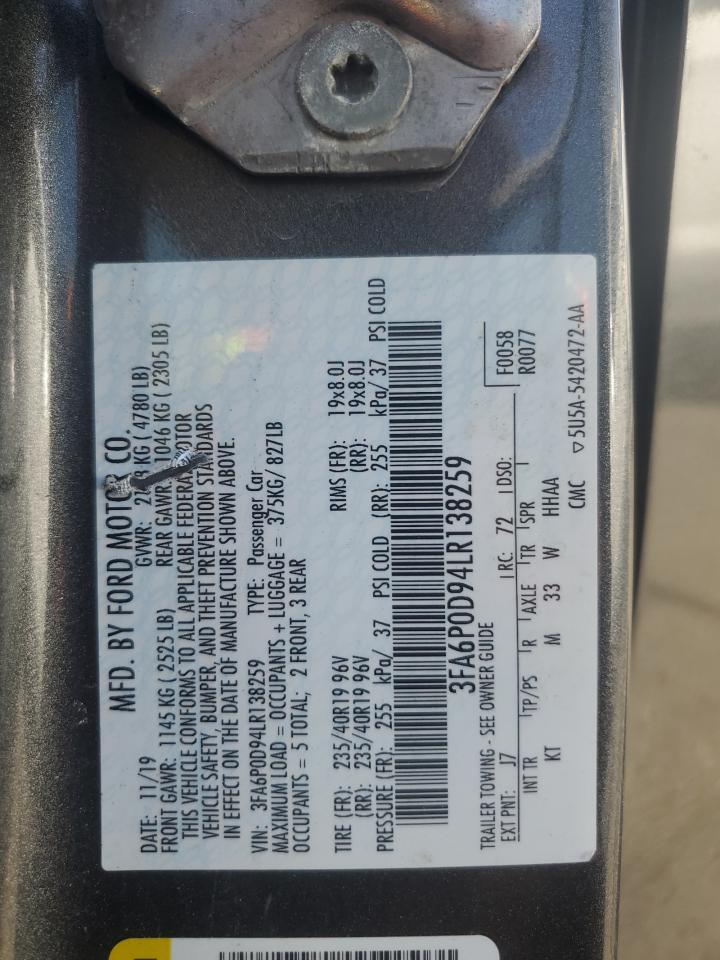 MFD. BY FORD MOTOR CO.
DATE: 11/19 GVWR: KG ( 4780 LB)
FRONT GAWR: 1145 KG ( 2525 LB) REAR GAWR: 1046 KG ( 2305 LB)
THIS VEHICLE CONFORMS TO ALL APPLICABLE FEDERAL MOTOR
VEHICLE SAFETY, BUMPER, AND THEFT PREVENTION STANDARDS
IN EFFECT ON THE DATE OF MANUFACTURE SHOWN ABOVE.
VIN: 3FA6P0D94LR138259 TYPE: Passenger Car
MAXIMUM LOAD = OCCUPANTS + LUGGAGE = 375KG/ 827LB
OCCUPANTS = 5 TOTAL; 2 FRONT, 3 REAR
TIRE (FR): 235/40R19 96V RIMS (FR): 19x8.0J
(RR): 235/40R19 96V (RR): 19x8.0J
PRESSURE (FR): 255 kPa/ 37 PSI COLD (RR): 255 kPa/ 37 PSI COLD
3FA6P0D94LR138259
TRAILER TOWING - SEE OWNER GUIDE
EXT PNT: J7 RC: 72 DSO: F0058
R0077
INT TR TP/PS R AXLE TR SPR
KT M 33 W HHAA
CMC ▽5U5A-5420472-AA